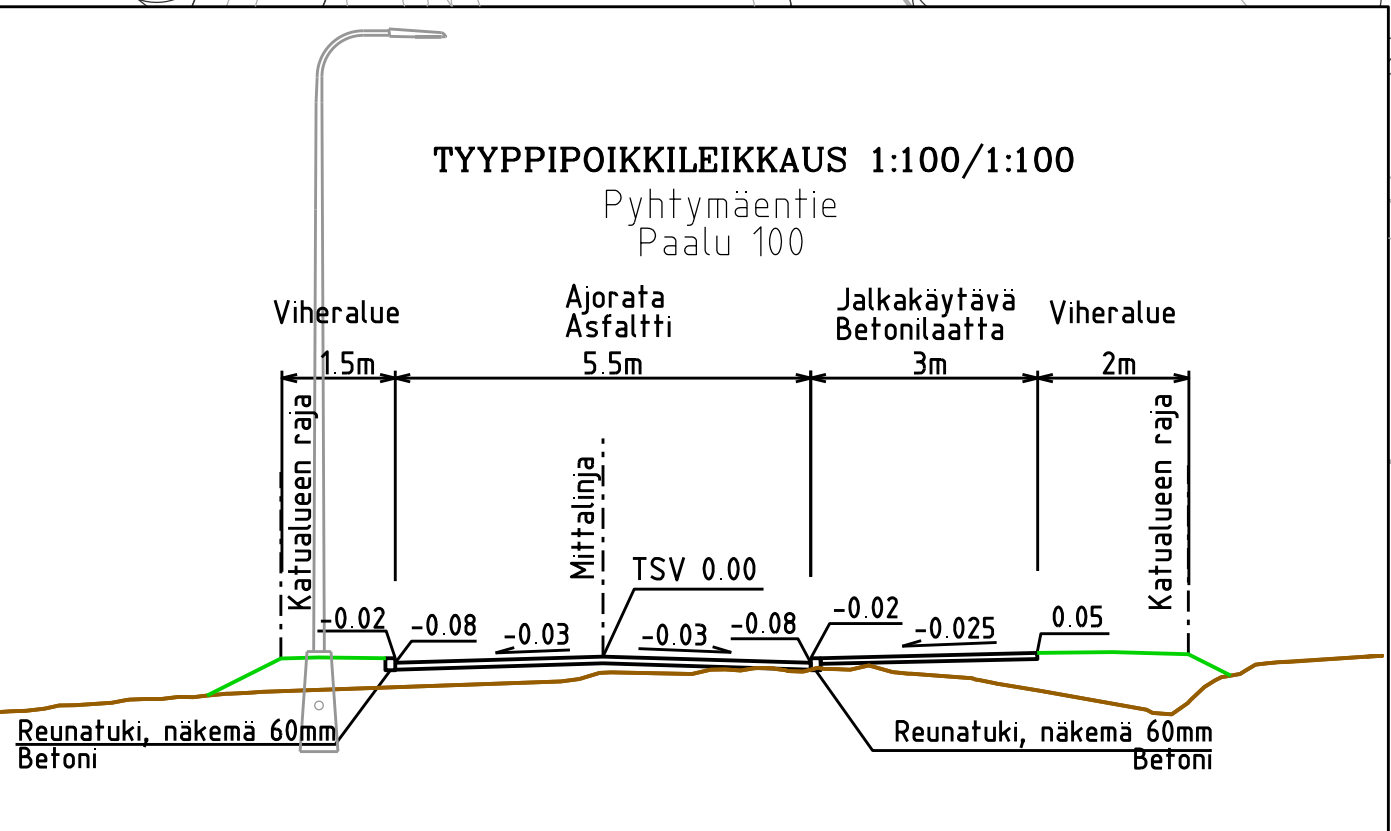 TYYPPIPOIKKILEIKKAUS 1:100/1:100
Pyhtymäentie
Paalu 100
Viheralue
1.5m
Ajorata
Asfaltti
5.5m
Jalkakäytävä
Betonilaatta
3m
Viheralue
2m
Katualueen raja
Mittalinja
Katualueen raja
TSV 0.00
-0.02
-0.08
-0.03
-0.03
-0.08
-0.02
-0.025
0.05
Reunatuki, näkemä 60mm
Betoni
Reunatuki, näkemä 60mm
Betoni